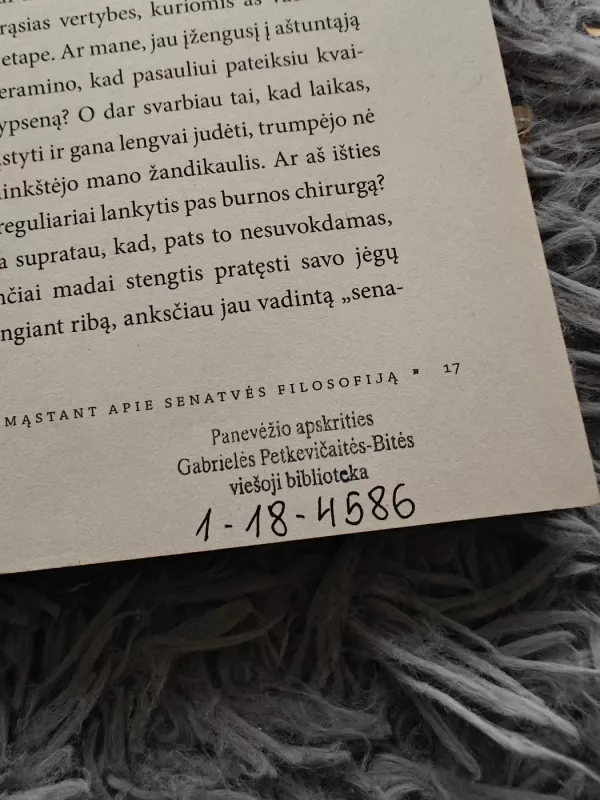 rąsias vertybes, kuriomis
etape. Ar mane, jau įžengusį į aštuntąją
eramino, kad pasauliui pateiksiu kvai-
ypseną? O dar svarbiau tai, kad laikas,
styti ir gana lengvai judėti, trumpėjo nė
inkštėjo mano žandikaulis. Ar aš išties
reguliariai lankytis pas burnos chirurgą?
a supratau, kad, pats to nesuvokdamas,
nčiai madai stengtis pratęsti savo jėgų
ngiant ribą, anksčiau jau vadintą „sena-
MĄSTANT APIE SENATVĖS FILOSOFIJĄ 17
Panevėžio apskrities
Gabrielės Petkevičaitės-Bitės
viešoji biblioteka
1-18-4586